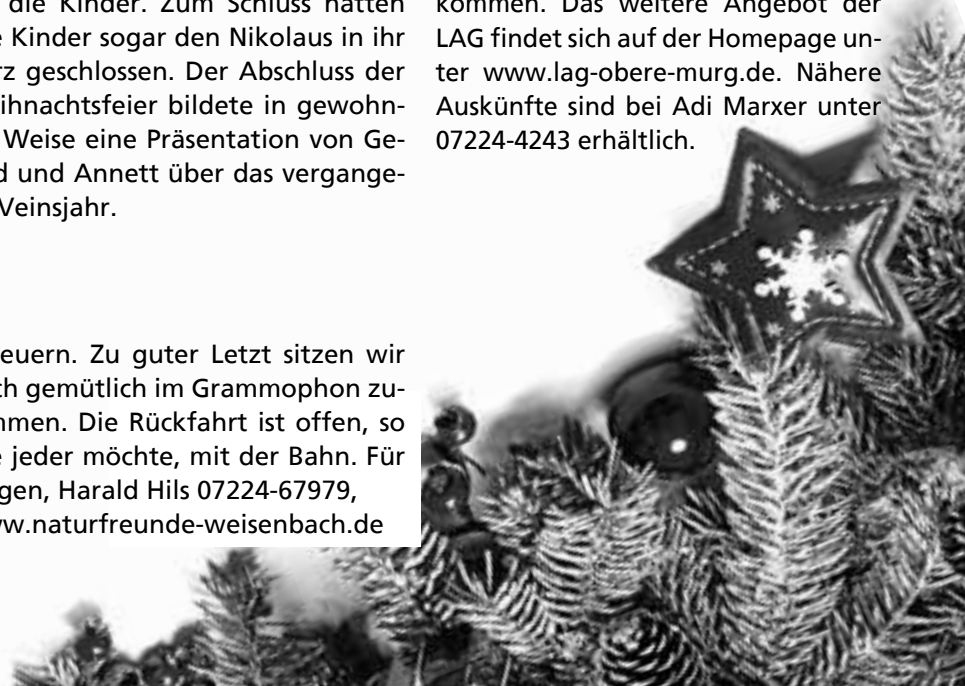 die Kinder. Zum Schluss hatten
Kinder sogar den Nikolaus in ihr
geschlossen. Der Abschluss der
ihnachtsfeier bildete in gewohn-
Weise eine Präsentation von Ge-
und Annett über das vergange-
Veinsjahr.
euern. Zu guter Letzt sitzen wir
gemütlich im Grammophon zu-
mmen. Die Rückfahrt ist offen, so
jeder möchte, mit der Bahn. Für
gen, Harald Hils 07224-67979,
w.naturfreunde-weisenbach.de
kommen. Das weitere Angebot der
LAG findet sich auf der Homepage un-
ter www.lag-obere-murg.de. Nähere
Auskünfte sind bei Adi Marxer unter
07224-4243 erhältlich.